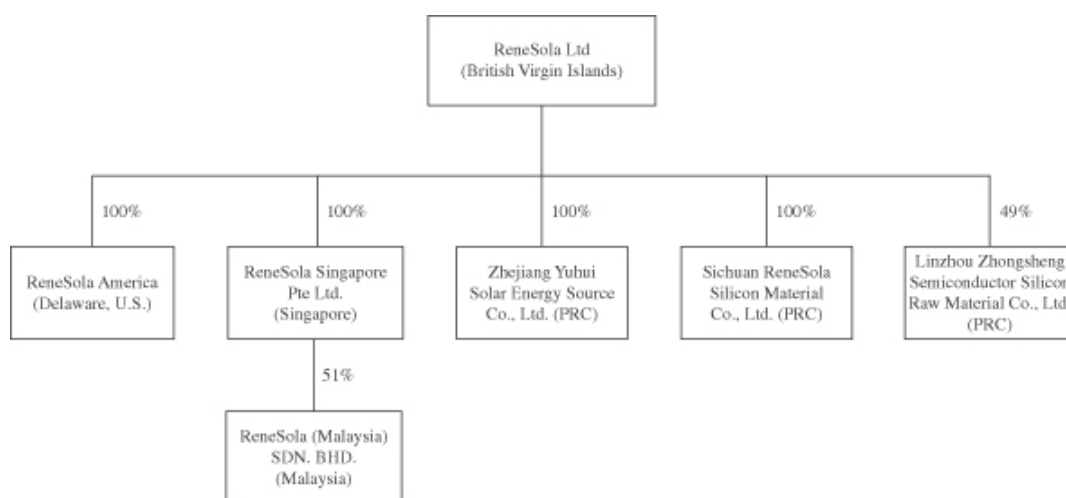 ReneSola Ltd
(British Virgin Islands)
100%
100%
100%
100%
49%
ReneSola America
(Delaware, U.S.)
ReneSola Singapore
Pte Ltd.
(Singapore)
Zhejiang Yuhui
Solar Energy Source
Co., Ltd. (PRC)
Sichuan ReneSola
Silicon Material
Co., Ltd. (PRC)
Linzhou Zhongsheng
Semiconductor Silicon
Raw Material Co., Ltd
(PRC)
51%
ReneSola (Malaysia)
SDN. BHD.
(Malaysia)